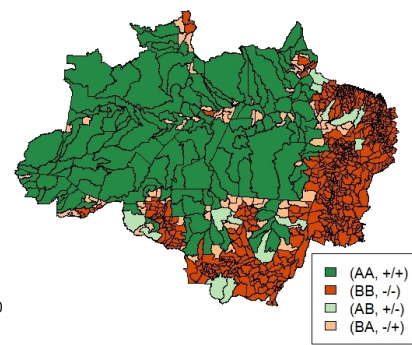 (AA, +/+)
(BB, -/-)
(AB, +/-)
(BA, -/+)